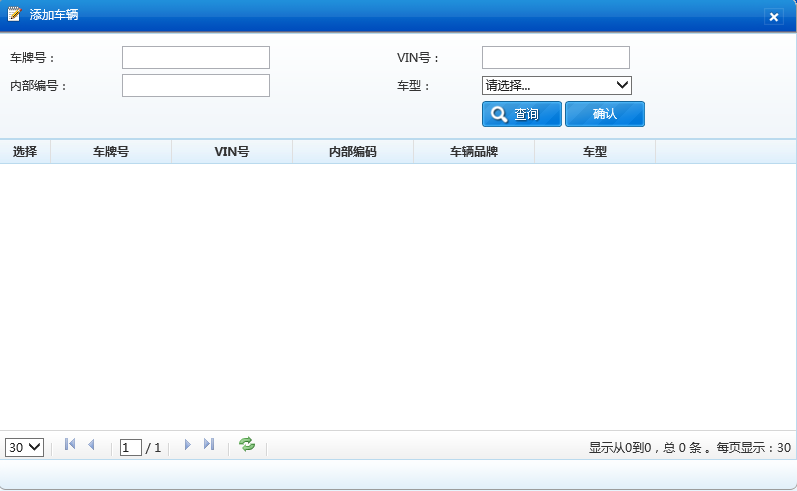 添加车辆
车牌号：
VIN号：
内部编号：
车型：
请选择...
查询
确认
选择 车牌号 VIN号 内部编码 车辆品牌 车型
30 1 / 1 显示从0到0，总 0 条 。每页显示：30